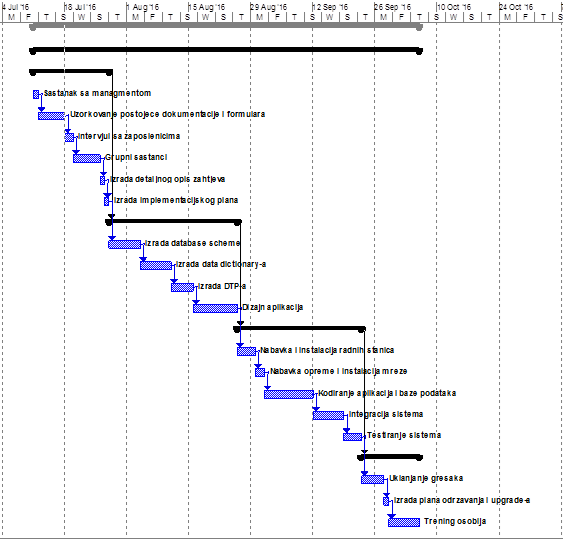 4 Jul '16 18 Jul '16 1 Aug '16 15 Aug '16 29 Aug '16 12 Sep '16 26 Sep '16 10 Oct '16 24 Oct '16
M F T S W S T M F T S W S T M F T S W S T M F T S W S T M F T S W S T M
Sastanak sa managmentom
Uzorkovanje postojece dokumentacije i formulara
Intervjui sa zaposlenicima
Grupni sastanci
Izrada detaljnog opis zahtjeva
Izrada implementacijskog plana
Izrada database scheme
Izrada data dictionary-a
Izrada DTP-a
Dizajn aplikacija
Nabavka i instalacija radnih stanica
Nabavka opreme i instalacija mreze
Kodiranje aplikacija i baze podataka
Integracija sistema
Testiranje sistema
Uklanjanje gresaka
Izrada plana odrzavanja i upgrade-a
Trening osoblja